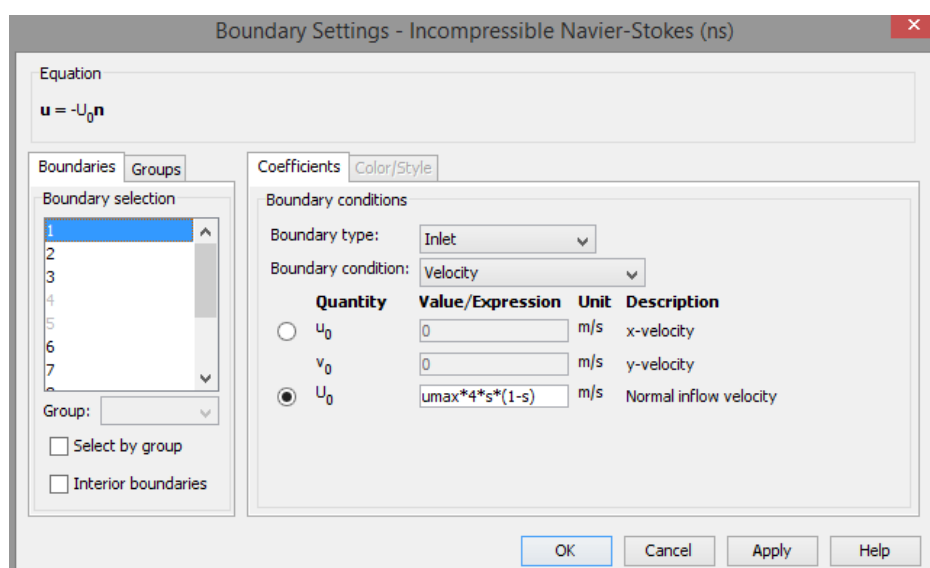 Boundary Settings - Incompressible Navier-Stokes (ns)
Equation
u = -U₀n
Boundaries Groups
Boundary selection
1
2
3
4
5
6
7
Group:
Select by group
Interior boundaries
Coefficients Color/Style
Boundary conditions
Boundary type: Inlet
Boundary condition: Velocity
Quantity Value/Expression Unit Description
u₀ 0 m/s x-velocity
v₀ 0 m/s y-velocity
U₀ umax*4*s*(1-s) m/s Normal inflow velocity
OK Cancel Apply Help